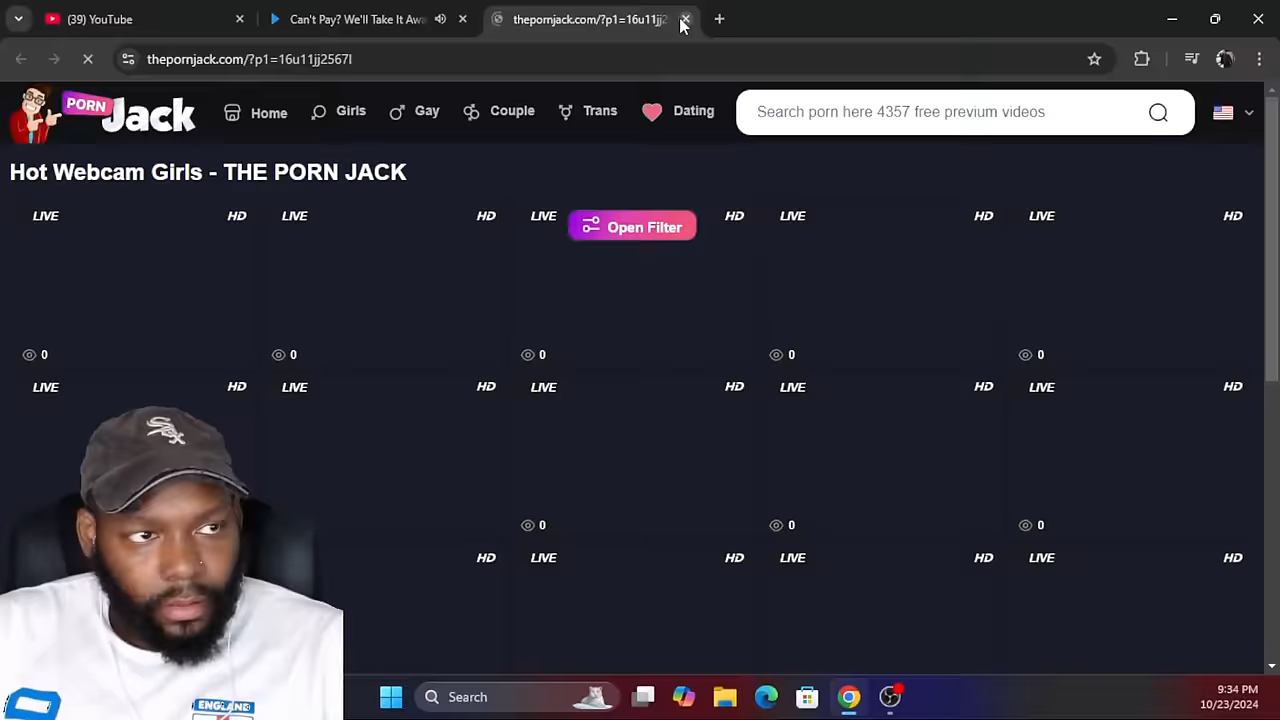 (39) YouTube
Can't Pay? We'll Take It Awa
thepornjack.com/?p1=16u11jj2
thepornjack.com/?p1=16u11jj2567l
PORN Jack
Home Girls Gay Couple Trans Dating
Search porn here 4357 free previum videos
Hot Webcam Girls - THE PORN JACK
LIVE HD LIVE HD LIVE HD LIVE HD LIVE HD
Open Filter
0 0 0 0 0
LIVE HD LIVE HD LIVE HD LIVE HD LIVE HD
0 0 0
HD LIVE HD LIVE HD LIVE HD
Sox
ENGLAND
Search
9:34 PM
10/23/2024